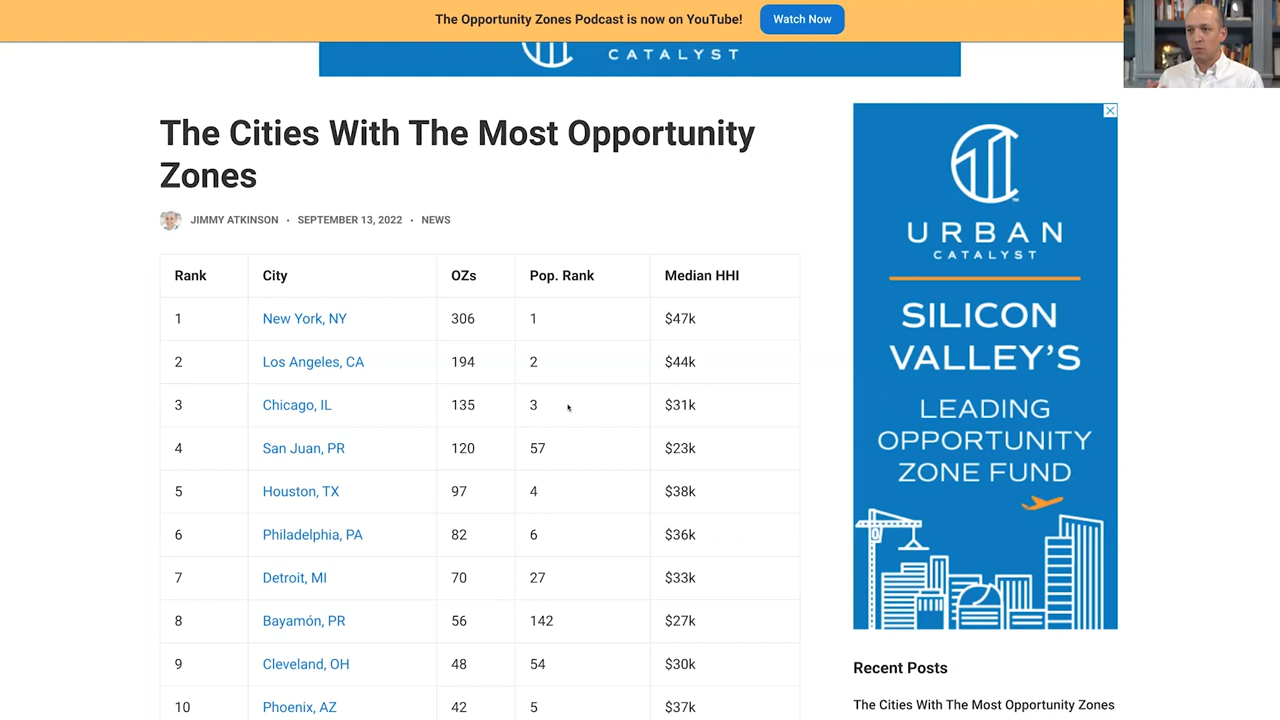 The Opportunity Zones Podcast is now on YouTube!
Watch Now
CATALYST
The Cities With The Most Opportunity
Zones
JIMMY ATKINSON · SEPTEMBER 13, 2022 · NEWS
Rank City OZs Pop. Rank Median HHI
1 New York, NY 306 1 $47k
2 Los Angeles, CA 194 2 $44k
3 Chicago, IL 135 3 $31k
4 San Juan, PR 120 57 $23k
5 Houston, TX 97 4 $38k
6 Philadelphia, PA 82 6 $36k
7 Detroit, MI 70 27 $33k
8 Bayamón, PR 56 142 $27k
9 Cleveland, OH 48 54 $30k
10 Phoenix, AZ 42 5 $37k
URBAN
CATALYST
SILICON
VALLEY'S
LEADING
OPPORTUNITY
ZONE FUND
Recent Posts
The Cities With The Most Opportunity Zones